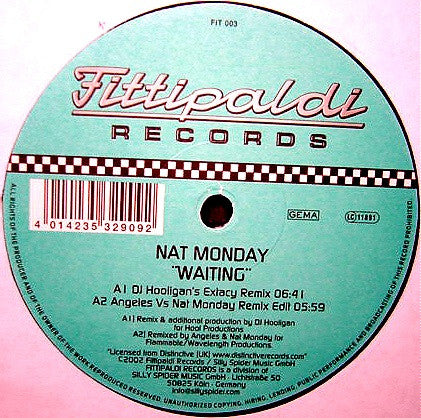 FIT 003
Fittipaldi
RECORDS
4 014235 329092
GEMA
LC 11891
NAT MONDAY
"WAITING"
A1 DJ Hooligan's Extacy Remix 06:41
A2 Angeles Vs Nat Monday Remix Edit 05:59
A1) Remix & additional production by DJ Hooligan
for Hool Productions
A2) Remixed by Angeles & Nat Monday for
Flammable/Wavelength Productions
"Licensed from Distinctive (UK) www.distinctiverecords.com"
©2002 Fittipaldi Records / Silly Spider Music GmbH
FITTIPALDI RECORDS is a division of
SILLY SPIDER MUSIC GmbH · Lichstraße 50
50825 Köln - Germany
info@sillyspider.com
ALL RIGHTS OF THE PRODUCER AND OF THE OWNER OF THE WORK REPRODUCED RESERVED. UNAUTHORIZED COPYING, HIRING, LENDING, PUBLIC PERFORMANCE AND BROADCASTING OF THIS RECORD PROHIBITED.